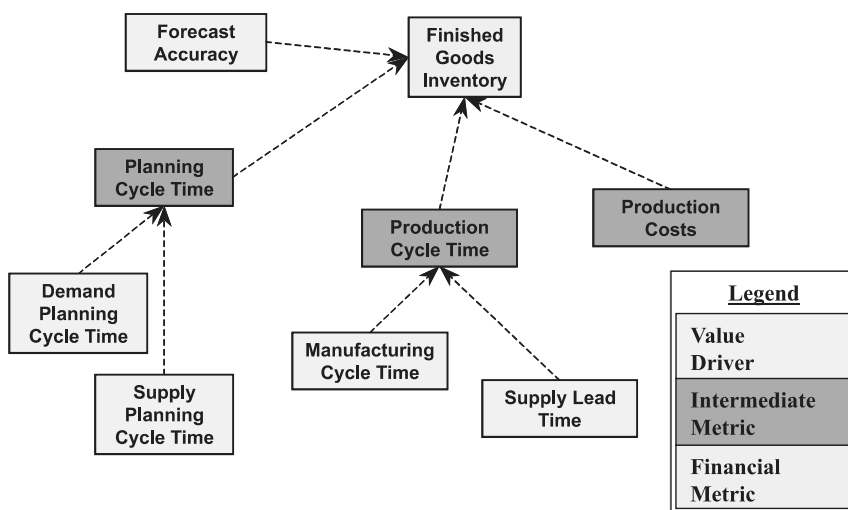 Forecast
Accuracy
Finished
Goods
Inventory
Planning
Cycle Time
Production
Cycle Time
Production
Costs
Demand
Planning
Cycle Time
Manufacturing
Cycle Time
Supply
Planning
Cycle Time
Supply Lead
Time
Legend
Value
Driver
Intermediate
Metric
Financial
Metric